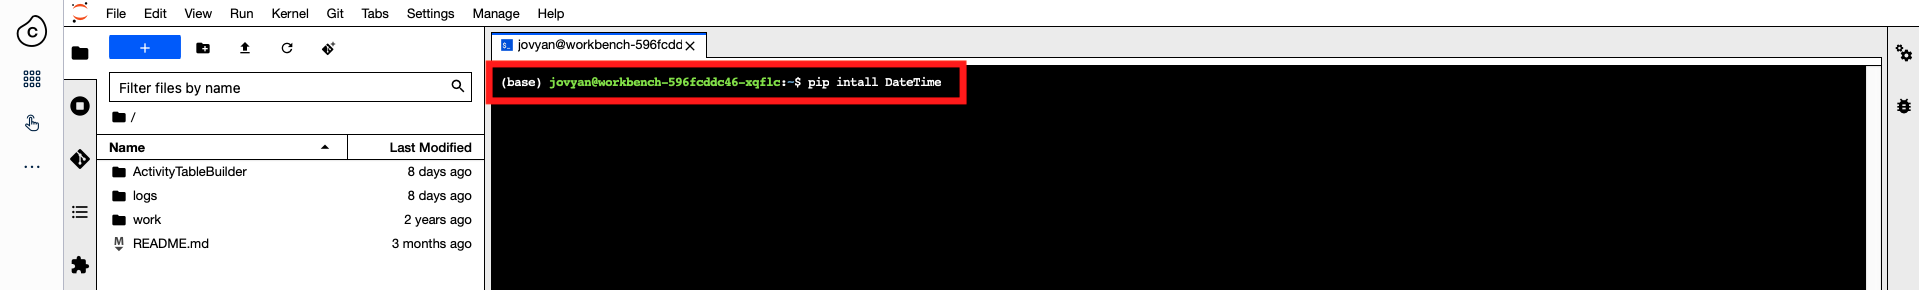 File Edit View Run Kernel Git Tabs Settings Manage Help
C
jovyan@workbench-596fcdd
(base) jovyan@workbench-596fcddc46-xqflc:~$ pip intall DateTime
Filter files by name
/
Name Last Modified
ActivityTableBuilder 8 days ago
logs 8 days ago
work 2 years ago
README.md 3 months ago